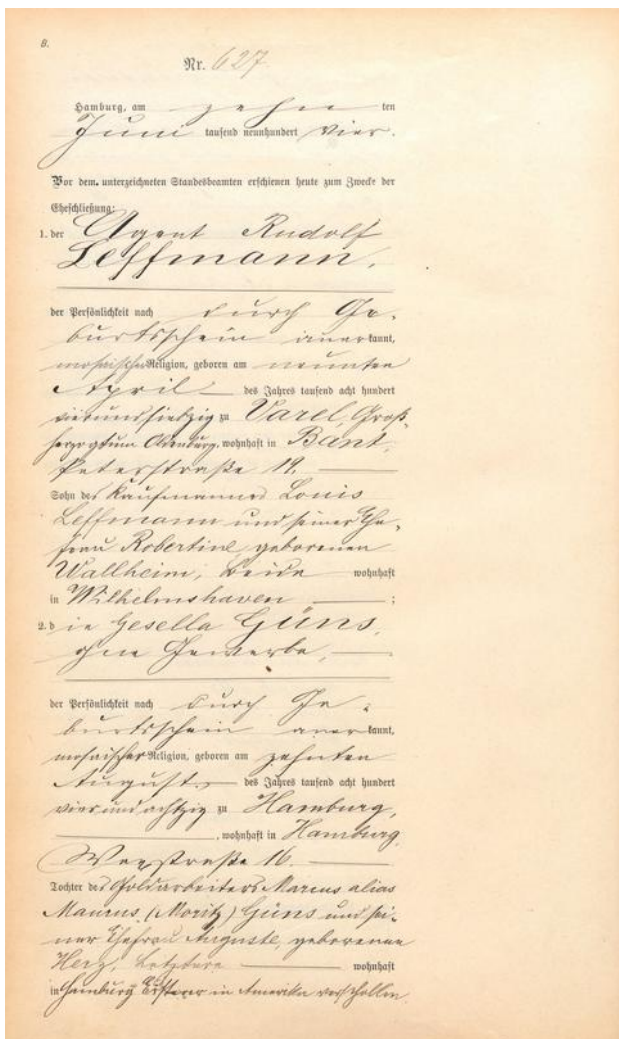 B.
Nr. 627
Hamburg, am zehn ten
Juni tausend neunhundert vier.
Vor dem unterzeichneten Standesbeamten erschienen heute zum Zwecke der
Eheschließung:
1. der Agent Rudolf
Leffmann,
der Persönlichkeit nach durch Ge-
burtsschein anerkannt,
mosaischer Religion, geboren am neunten
April des Jahres tausend acht hundert
vierundsiebzig zu Varel, Groß-
herzogtum Oldenburg, wohnhaft in Bant,
Peterstraße 19.
Sohn des Kaufmannes Louis
Leffmann und seiner Ehe-
frau Robertine, geborenen
Wallheim, beide wohnhaft
in Wilhelmshaven ;
2. die Gesella Güns,
ohne Gewerbe,
der Persönlichkeit nach durch Ge-
burtsschein anerkannt,
mosaischer Religion, geboren am zehnten
August des Jahres tausend acht hundert
vierundachtzig zu Hamburg,
, wohnhaft in Hamburg,
16.
Tochter des Goldarbeiters Marcus alias
Maurus (Moritz) Güns und sei-
ner Ehefrau Auguste, geborenen
Herz, letztere wohnhaft
in Hamburg Ersterer in Amerika verschollen